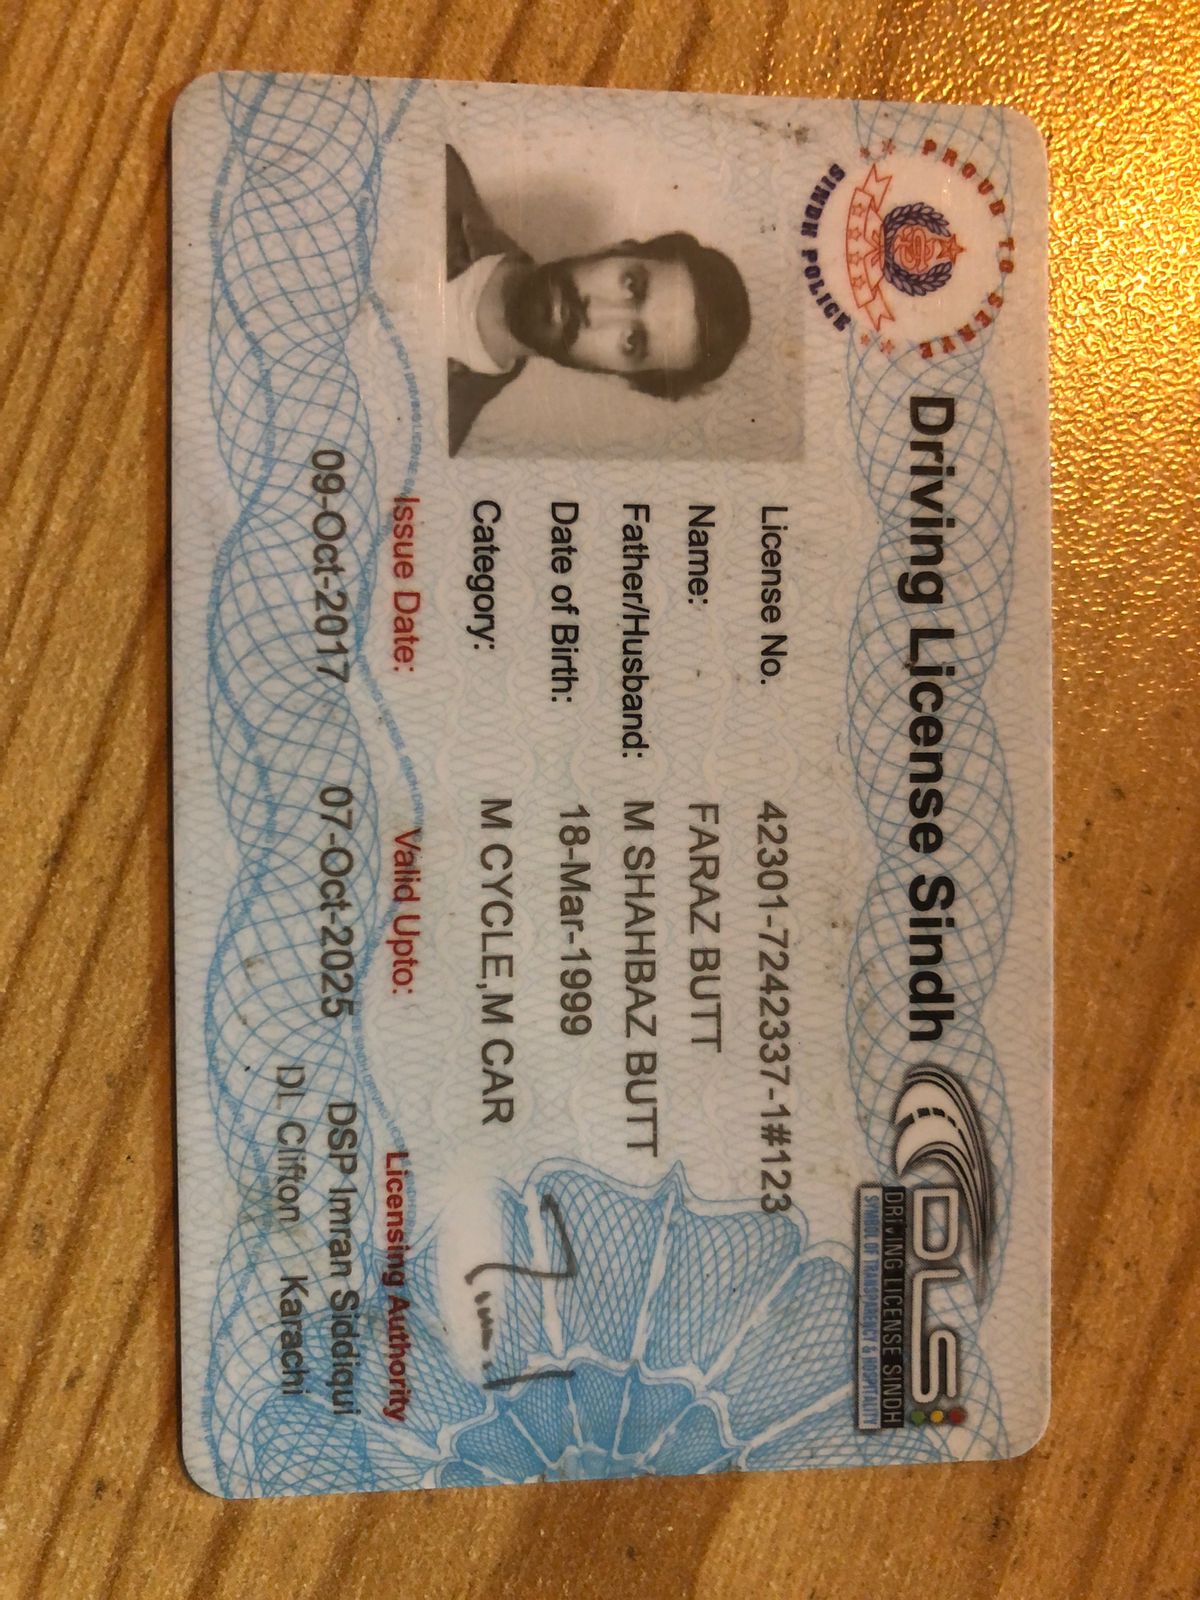 PROUD TO SERVE
SINDH POLICE
Driving License Sindh
DLS
DRIVING LICENSE SINDH
SYMBOL OF TRANSPARENCY & HOSPITALITY
License No. 42301-7242337-1#123
Name: FARAZ BUTT
Father/Husband: M SHAHBAZ BUTT
Date of Birth: 18-Mar-1999
Category: M CYCLE,M CAR
Issue Date: Valid Upto: Licensing Authority
09-Oct-2017 07-Oct-2025 DSP Imran Siddiqui
DL Clifton Karachi